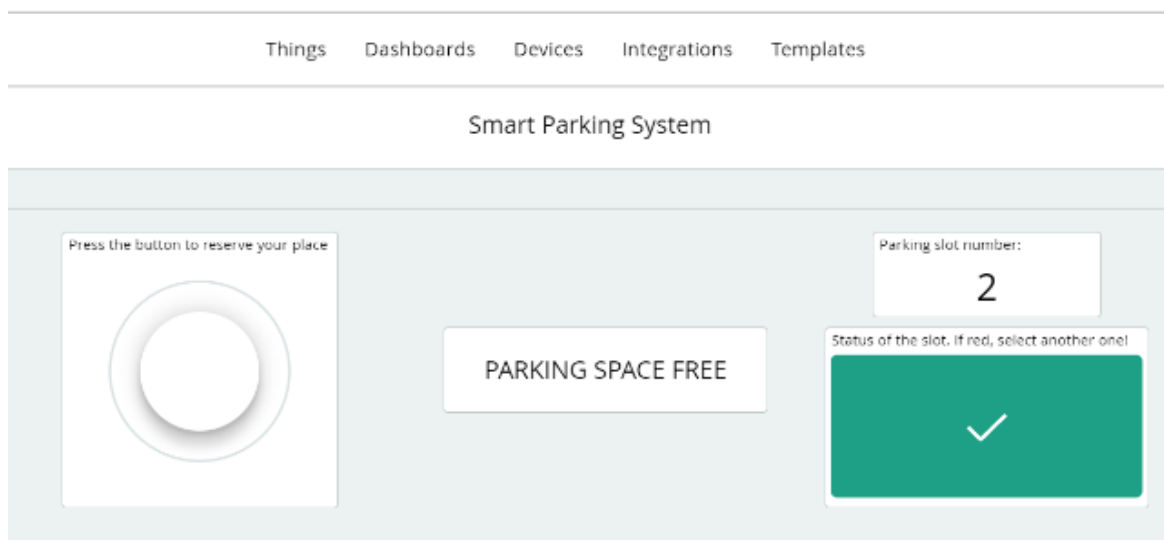 Things Dashboards Devices Integrations Templates
Smart Parking System
Press the button to reserve your place
PARKING SPACE FREE
Parking slot number:
2
Status of the slot. If red, select another one!